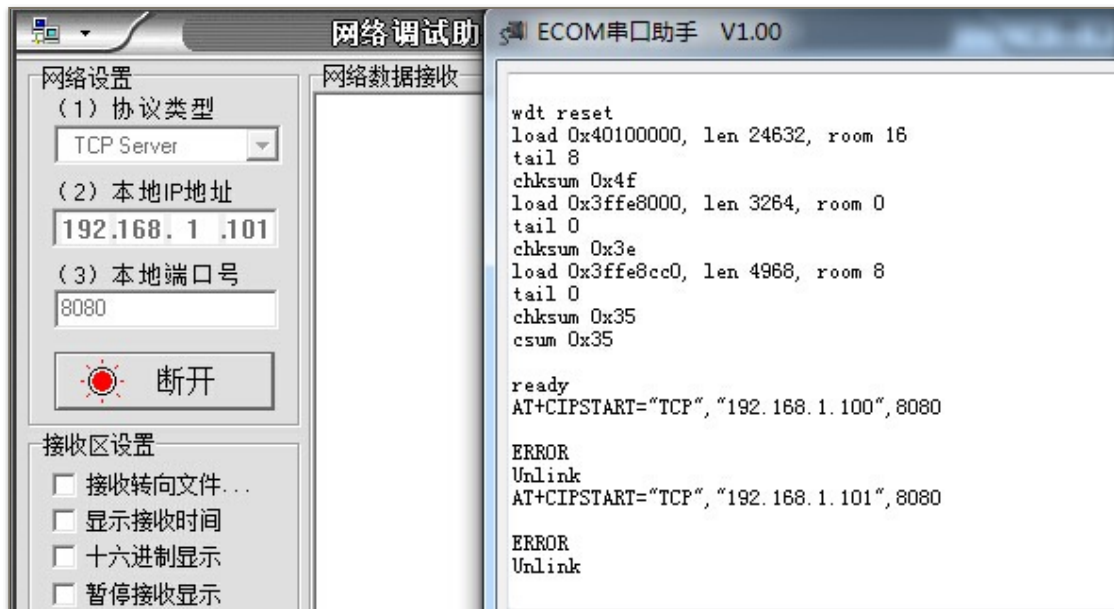 网络调试助
网络设置
(1) 协议类型
TCP Server
(2) 本地IP地址
192.168. 1 .101
(3) 本地端口号
8080
断开
接收区设置
接收转向文件...
显示接收时间
十六进制显示
暂停接收显示
网络数据接收
ECOM串口助手 V1.00
wdt reset
load 0x40100000, len 24632, room 16
tail 8
chksum 0x4f
load 0x3ffe8000, len 3264, room 0
tail 0
chksum 0x3e
load 0x3ffe8cc0, len 4968, room 8
tail 0
chksum 0x35
csum 0x35
ready
AT+CIPSTART="TCP","192.168.1.100",8080
ERROR
Unlink
AT+CIPSTART="TCP","192.168.1.101",8080
ERROR
Unlink